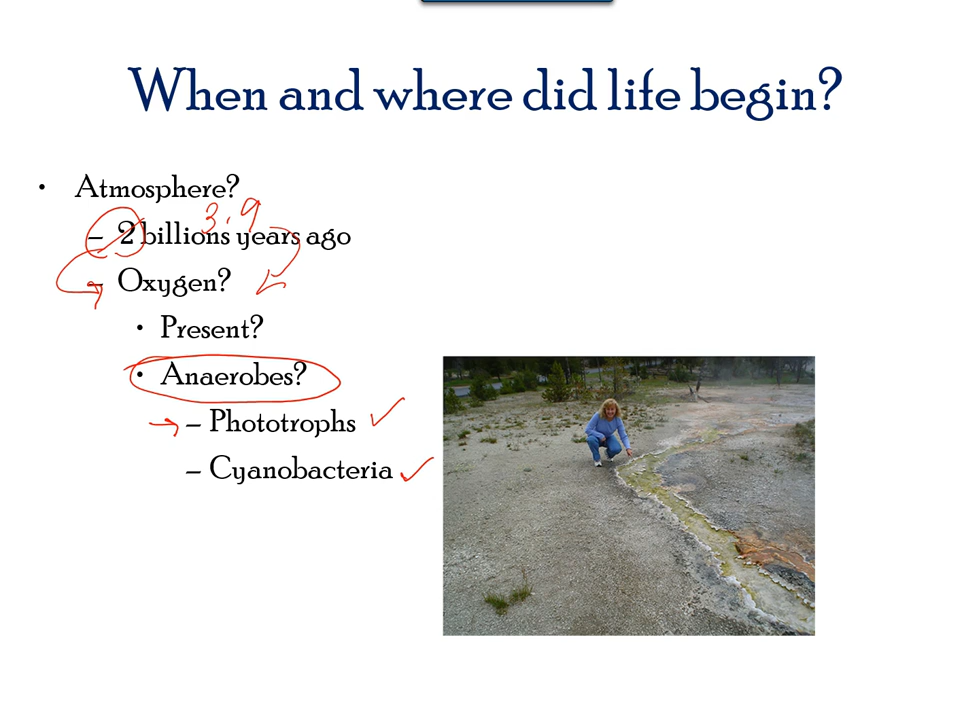 When and where did life begin?
• Atmosphere?
3.9
– 2 billions years ago
– Oxygen?
• Present?
• Anaerobes?
– Phototrophs
– Cyanobacteria